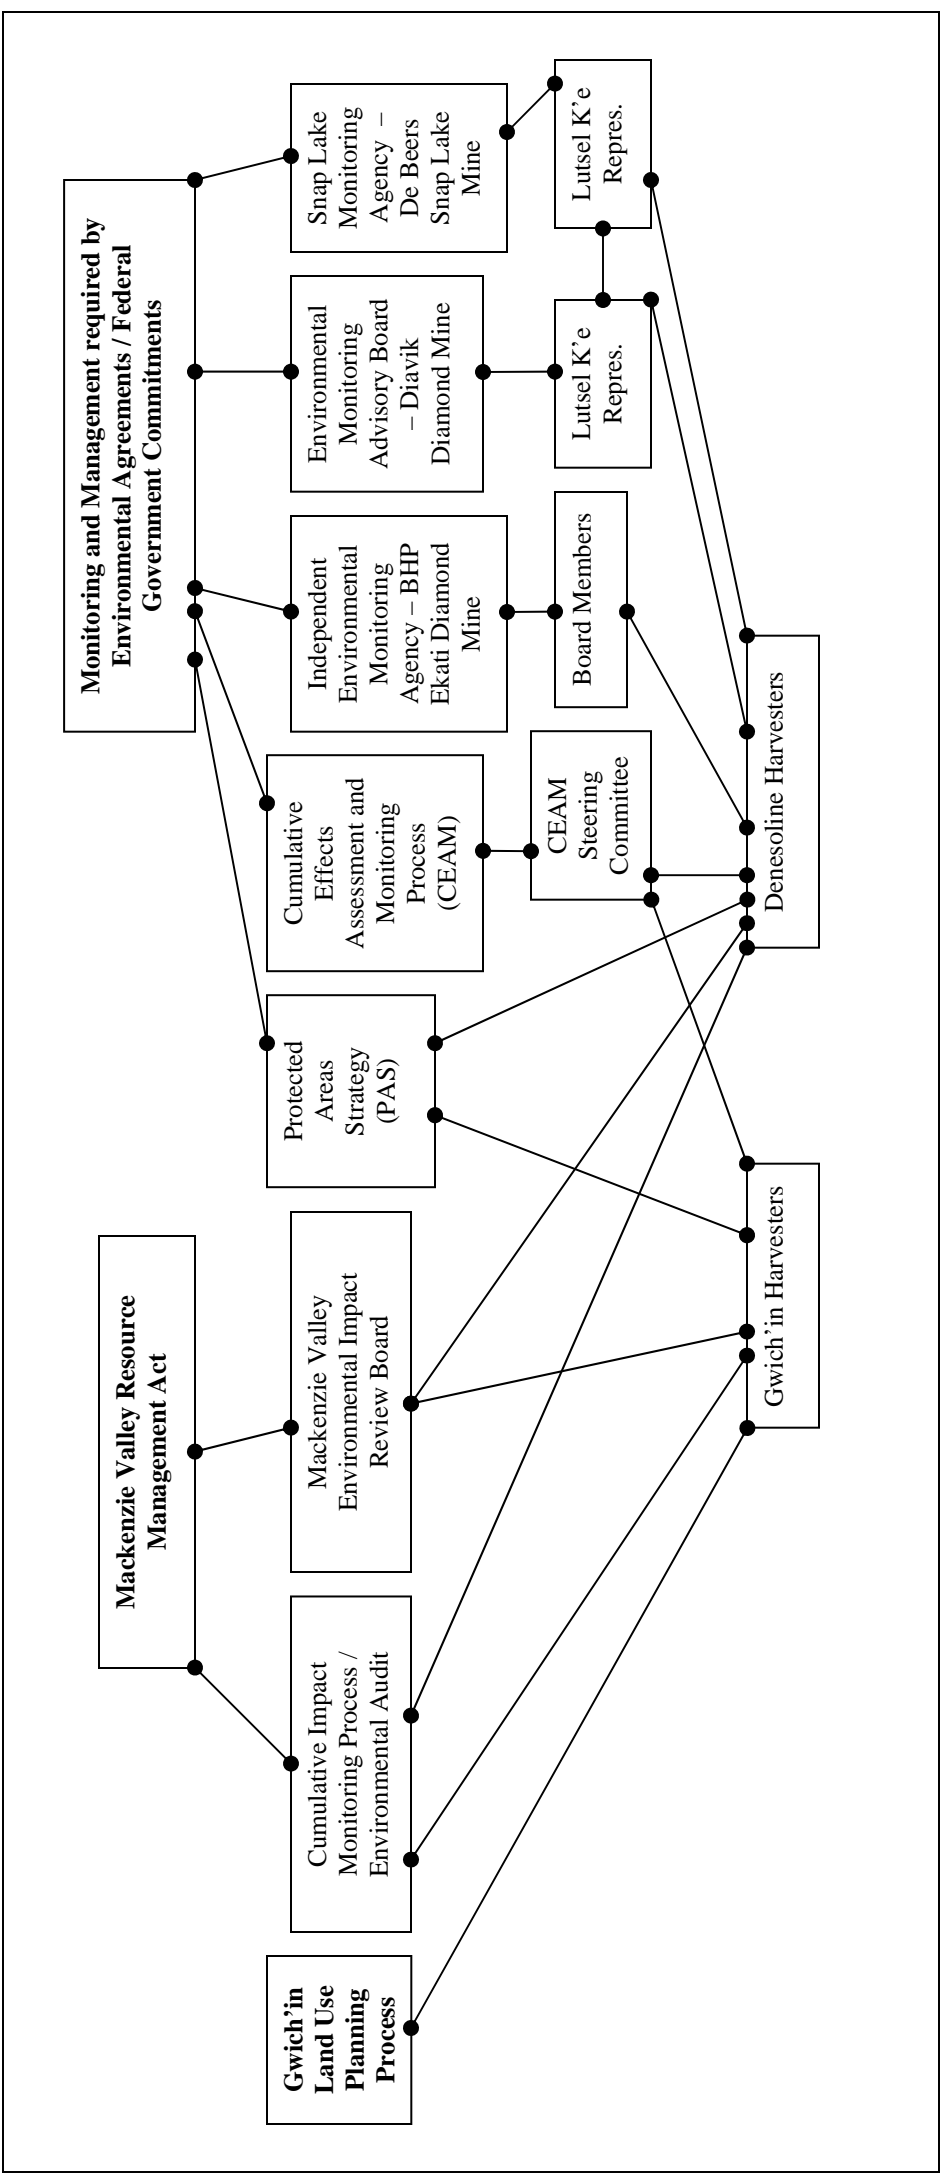 Mackenzie Valley Resource
Management Act
Monitoring and Management required by
Environmental Agreements / Federal
Government Commitments
Gwich’in
Land Use
Planning
Process
Cumulative Impact
Monitoring Process /
Environmental Audit
Mackenzie Valley
Environmental Impact
Review Board
Protected
Areas
Strategy
(PAS)
Cumulative
Effects
Assessment and
Monitoring
Process
(CEAM)
Independent
Environmental
Monitoring
Agency – BHP
Ekati Diamond
Mine
Environmental
Monitoring
Advisory Board
– Diavik
Diamond Mine
Snap Lake
Monitoring
Agency –
De Beers
Snap Lake
Mine
CEAM
Steering
Committee
Board Members
Lutsel K’e
Repres.
Lutsel K’e
Repres.
Gwich’in Harvesters
Denesoline Harvesters